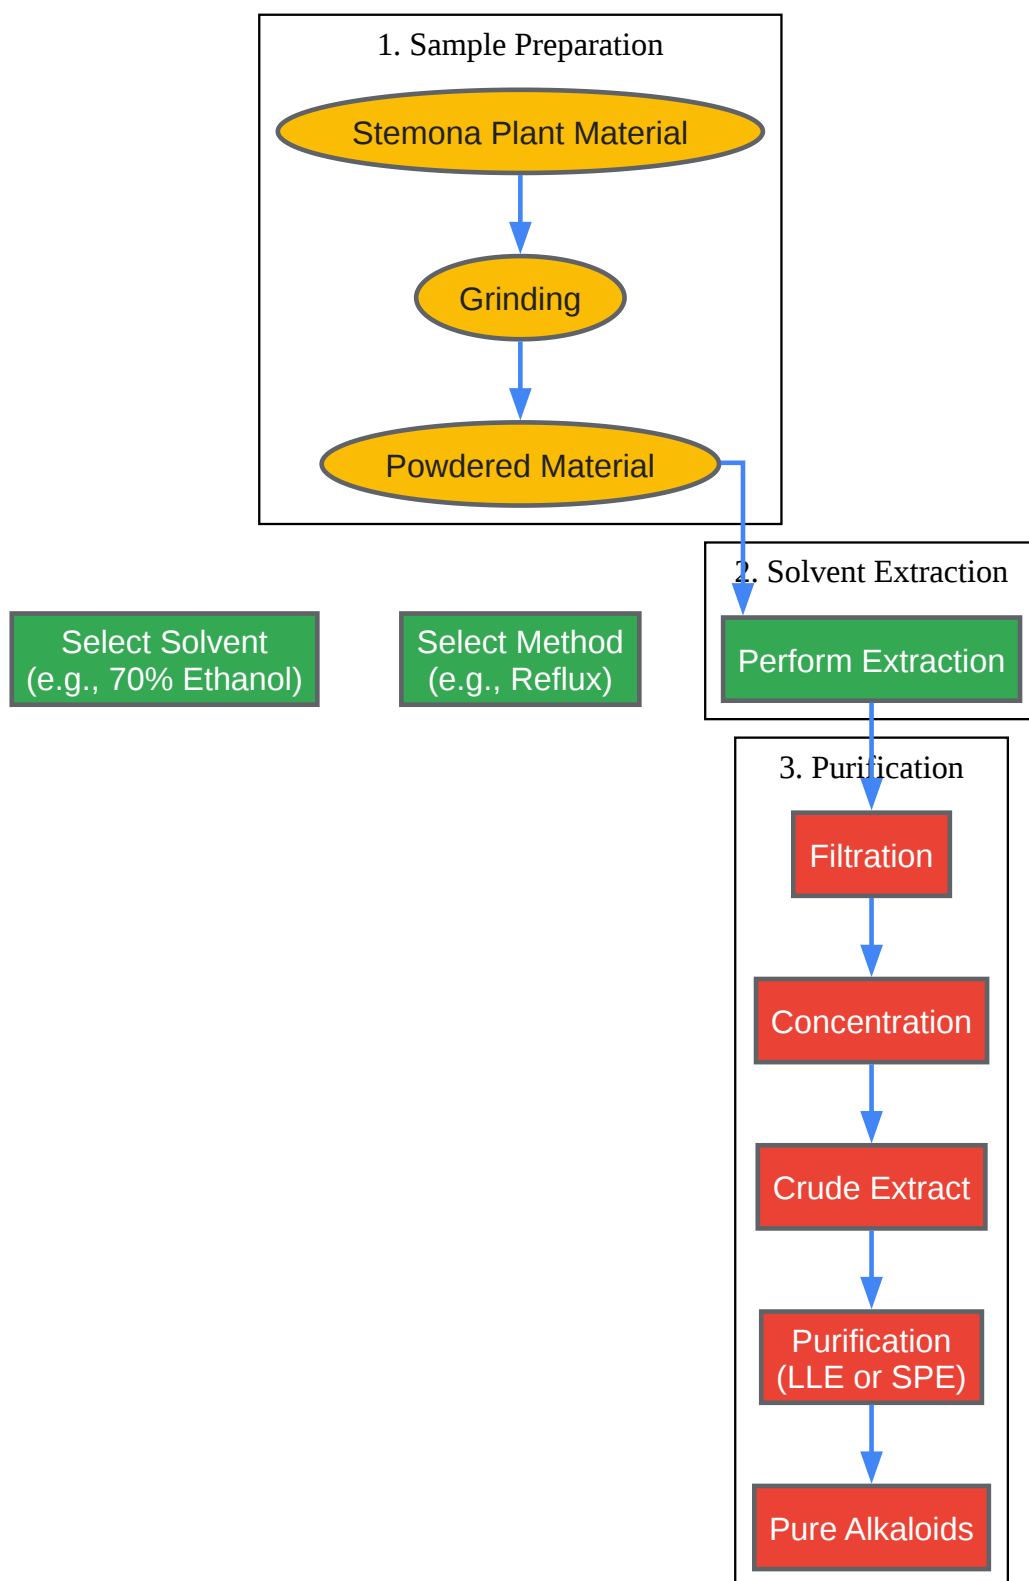 1. Sample Preparation
Stemona Plant Material
Grinding
Powdered Material
2. Solvent Extraction
Select Solvent
(e.g., 70% Ethanol)
Select Method
(e.g., Reflux)
Perform Extraction
3. Purification
Filtration
Concentration
Crude Extract
Purification
(LLE or SPE)
Pure Alkaloids